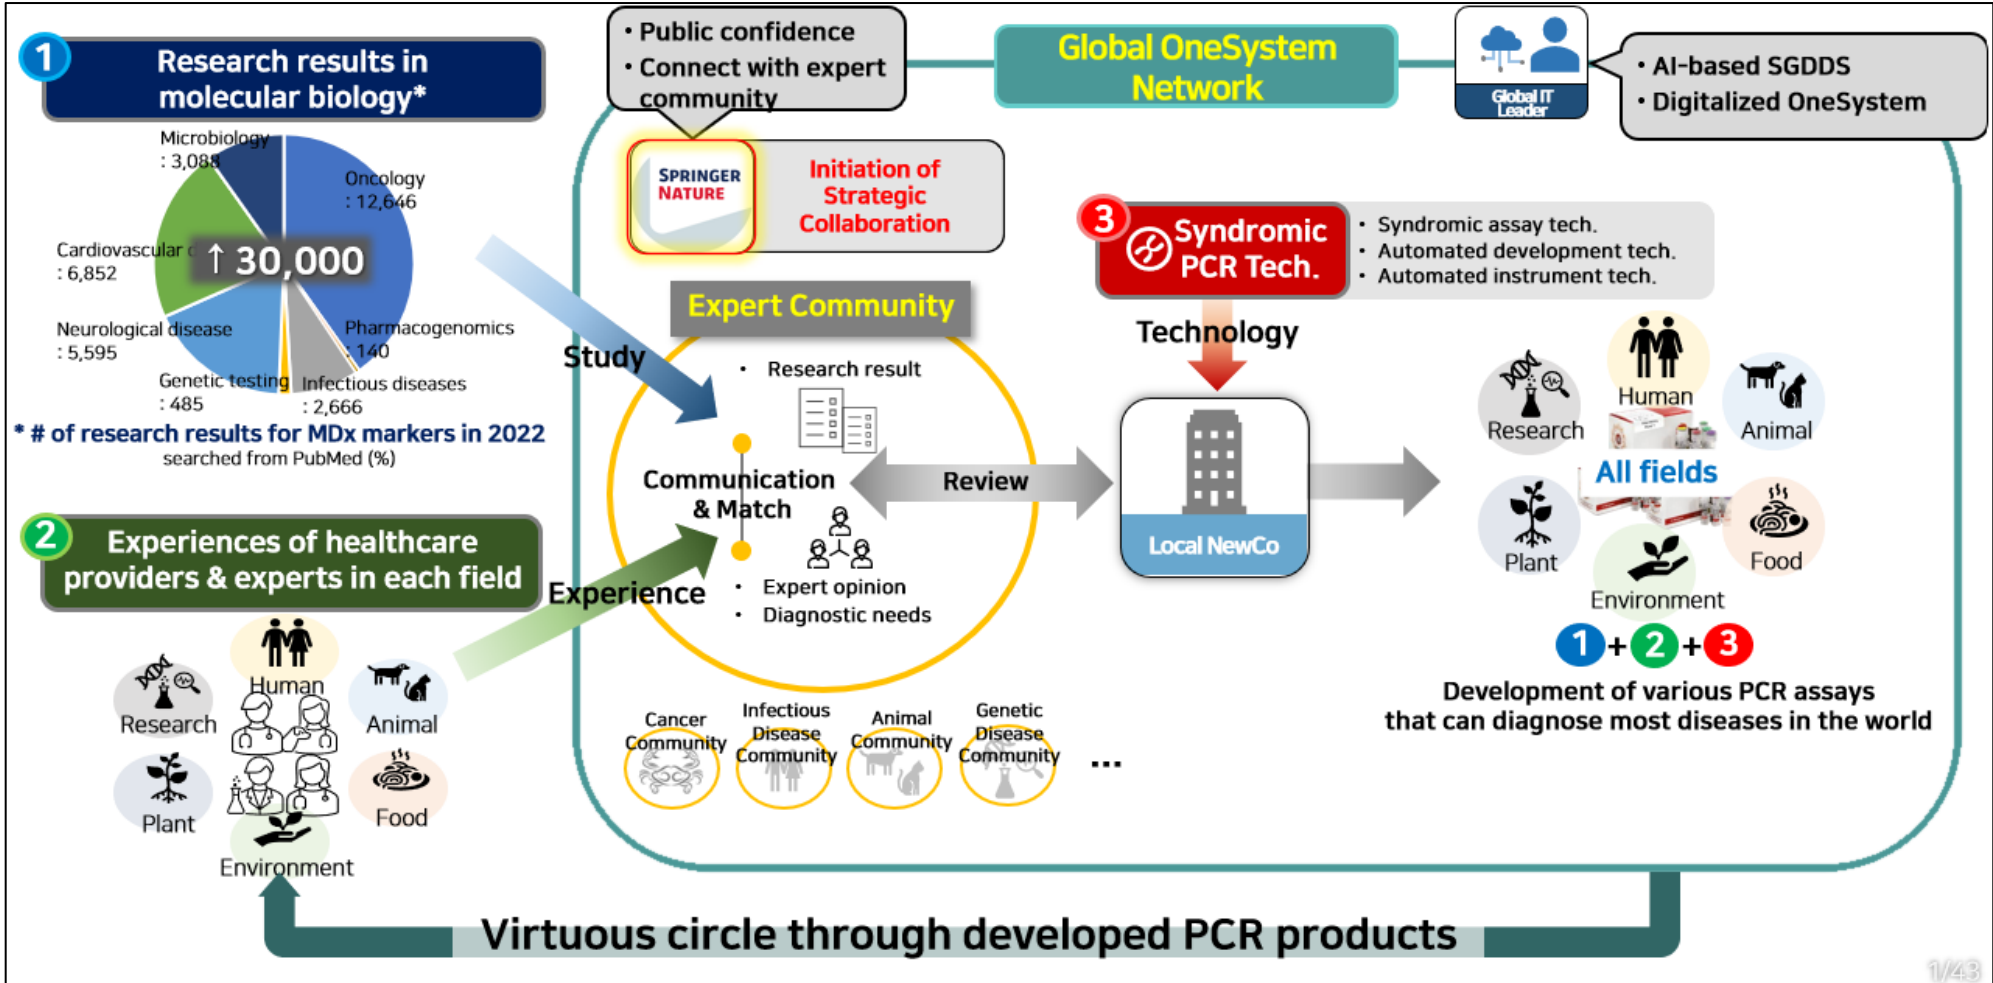 1
Research results in
molecular biology*
Microbiology
: 3,088
Oncology
: 12,646
Cardiovascular
: 6,852
↑ 30,000
Neurological disease
: 5,595
Pharmacogenomics
: 140
Genetic testing
: 485
Infectious diseases
: 2,666
* # of research results for MDx markers in 2022
searched from PubMed (%)
2
Experiences of healthcare
providers & experts in each field
Human
Research
Animal
Plant
Food
Environment
• Public confidence
• Connect with expert
community
Global OneSystem
Network
Global IT
Leader
• AI-based SGDDS
• Digitalized OneSystem
SPRINGER
NATURE
Initiation of
Strategic
Collaboration
Study
Experience
Expert Community
• Research result
Communication
& Match
• Expert opinion
• Diagnostic needs
Review
3
Syndromic
PCR Tech.
• Syndromic assay tech.
• Automated development tech.
• Automated instrument tech.
Technology
Local NewCo
Human
Research
Animal
All fields
Plant
Food
Environment
1 + 2 + 3
Development of various PCR assays
that can diagnose most diseases in the world
Cancer
Community
Infectious
Disease
Community
Animal
Community
Genetic
Disease
Community
...
Virtuous circle through developed PCR products
1/43